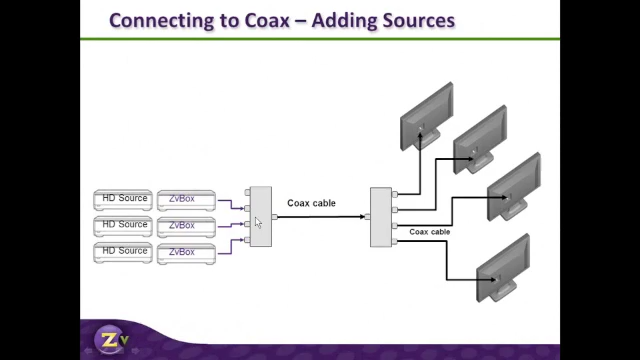 Connecting to Coax – Adding Sources
HD Source ZvBox
HD Source ZvBox
HD Source ZvBox
Coax cable
Coax cable
Zv